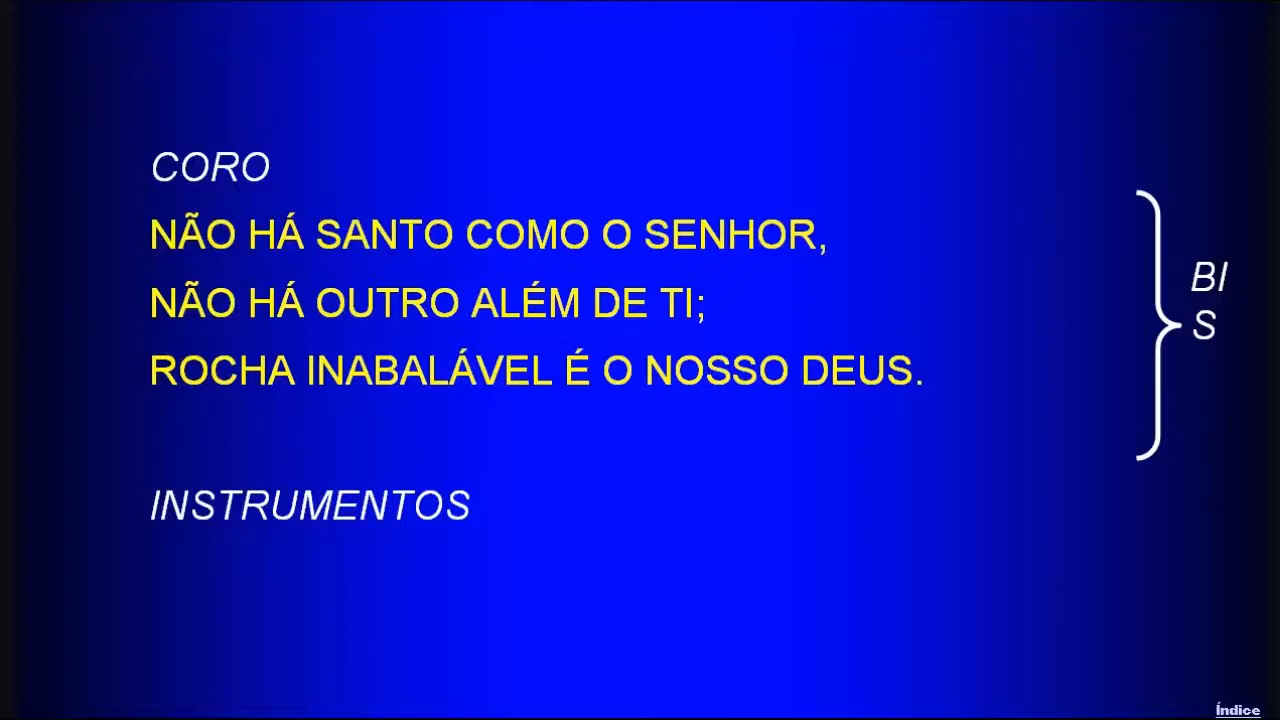 CORO
NÃO HÁ SANTO COMO O SENHOR,
NÃO HÁ OUTRO ALÉM DE TI;
ROCHA INABALÁVEL É O NOSSO DEUS.
BI
S
INSTRUMENTOS
Índice